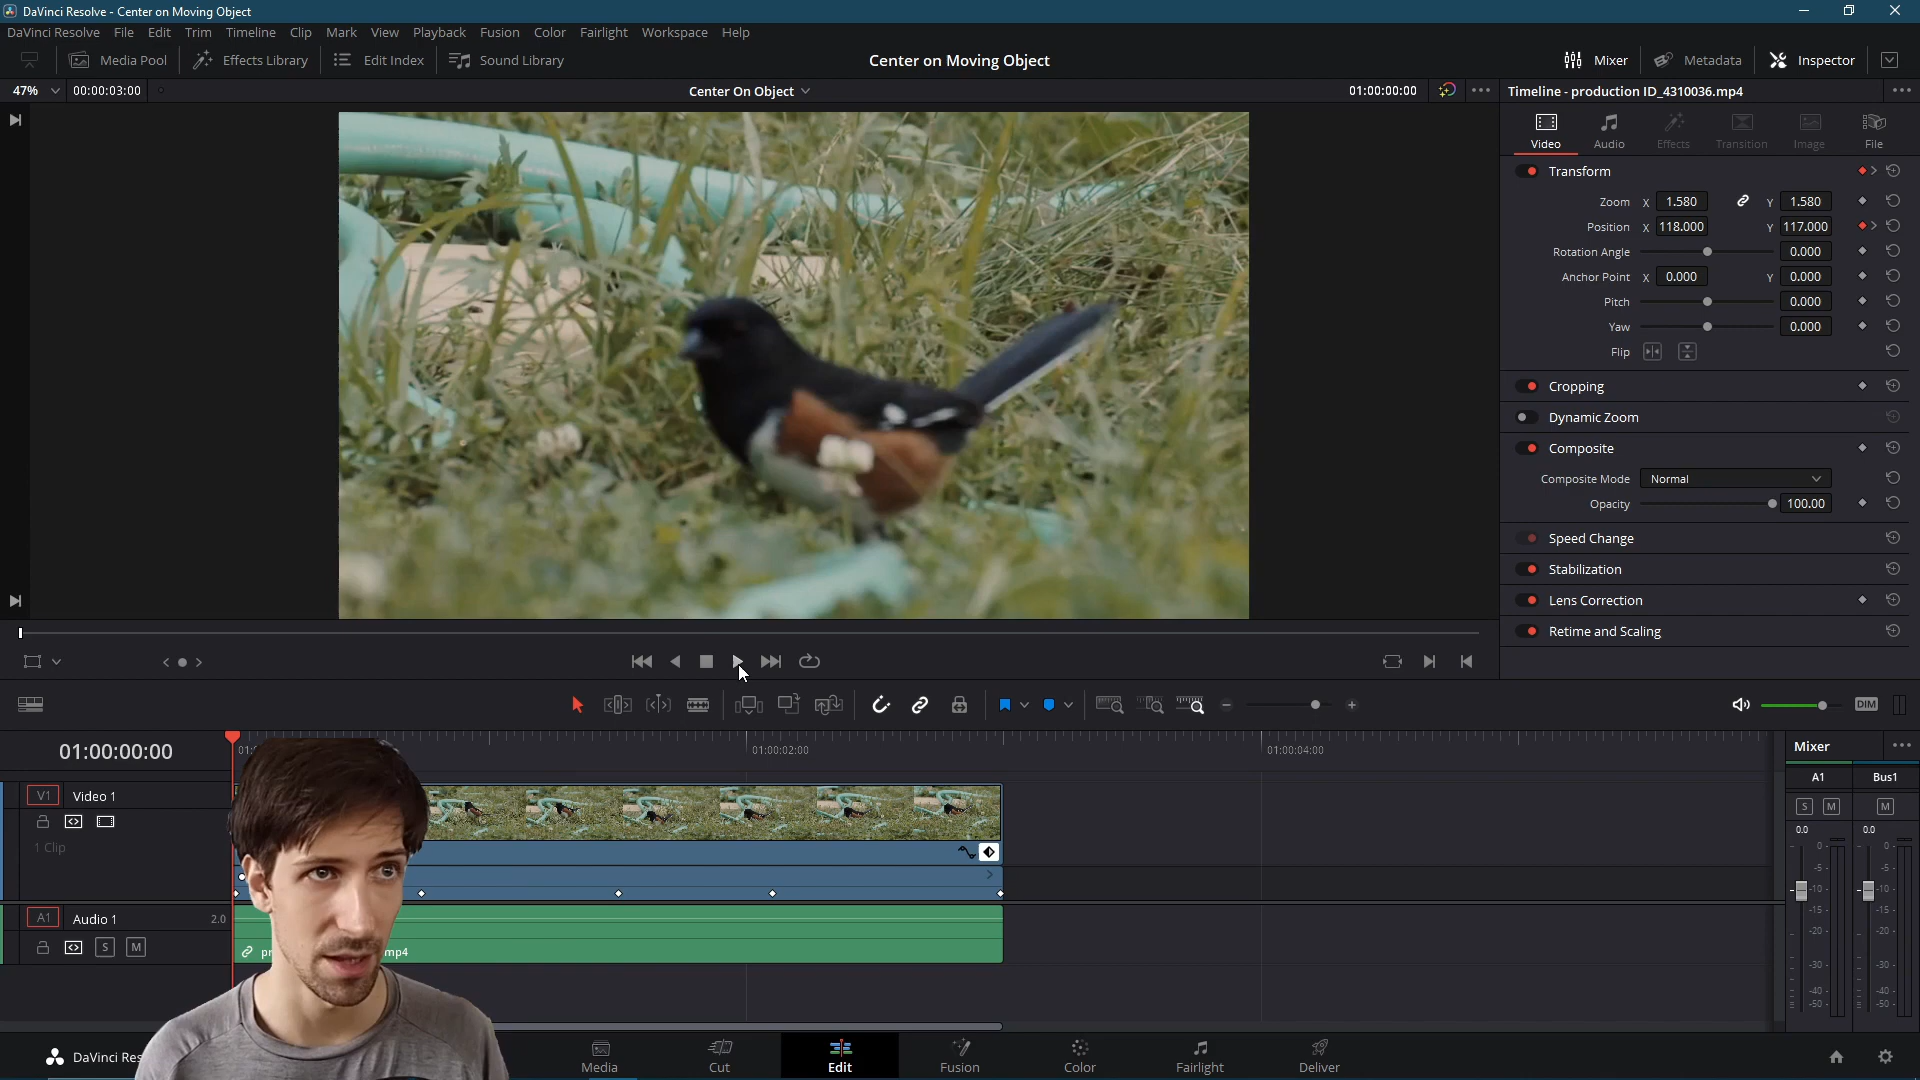 DaVinci Resolve - Center on Moving Object
DaVinci Resolve File Edit Trim Timeline Clip Mark View Playback Fusion Color Fairlight Workspace Help
Media Pool Effects Library Edit Index Sound Library Center on Moving Object Mixer Metadata Inspector
47% 00:00:03:00 Center On Object 01:00:00:00 Timeline - production ID_4310036.mp4
Video Audio Effects Transition Image File
Transform
Zoom X 1.580 Y 1.580
Position X 118.000 Y 117.000
Rotation Angle 0.000
Anchor Point X 0.000 Y 0.000
Pitch 0.000
Yaw 0.000
Flip
Cropping
Dynamic Zoom
Composite
Composite Mode Normal
Opacity 100.00
Speed Change
Stabilization
Lens Correction
Retime and Scaling
DIM
01:00:00:00 01:00:02:00 01:00:04:00 Mixer
A1 Bus1
V1 Video 1
S M M
0.0 0.0
1 Clip
0- 0-
-5- -5-
-10- -10-
-15- -15-
-20- -20-
-30- -30-
-40- -40-
-50- -50-
A1 Audio 1 2.0
S M
mp4
DaVinci Res
Media Cut Edit Fusion Color Fairlight Deliver